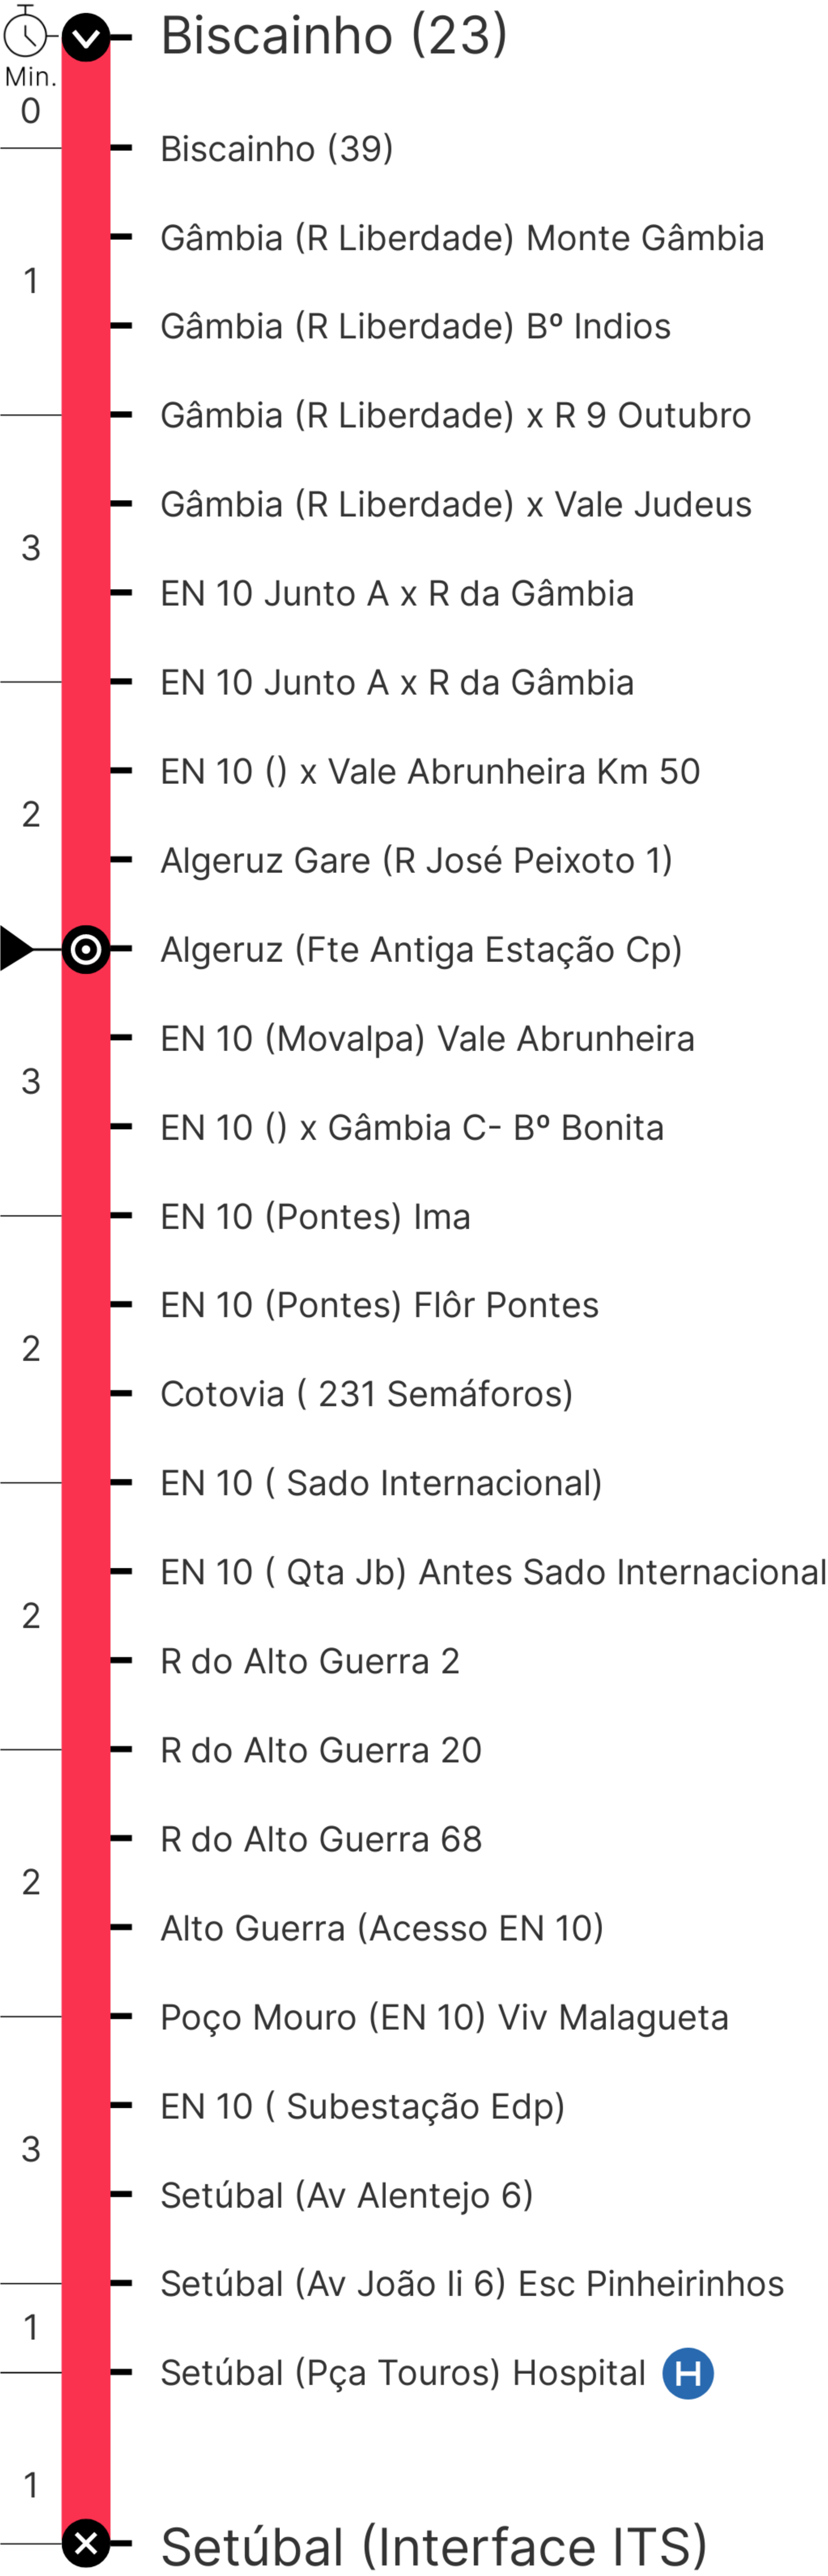 Biscainho (23)
Min.
0
Biscainho (39)
Gâmbia (R Liberdade) Monte Gâmbia
1
Gâmbia (R Liberdade) Bº Indios
Gâmbia (R Liberdade) x R 9 Outubro
Gâmbia (R Liberdade) x Vale Judeus
3
EN 10 Junto A x R da Gâmbia
EN 10 Junto A x R da Gâmbia
EN 10 () x Vale Abrunheira Km 50
2
Algeruz Gare (R José Peixoto 1)
Algeruz (Fte Antiga Estação Cp)
EN 10 (Movalpa) Vale Abrunheira
3
EN 10 () x Gâmbia C- Bº Bonita
EN 10 (Pontes) Ima
EN 10 (Pontes) Flôr Pontes
2
Cotovia ( 231 Semáforos)
EN 10 ( Sado Internacional)
EN 10 ( Qta Jb) Antes Sado Internacional
2
R do Alto Guerra 2
R do Alto Guerra 20
R do Alto Guerra 68
2
Alto Guerra (Acesso EN 10)
Poço Mouro (EN 10) Viv Malagueta
EN 10 ( Subestação Edp)
3
Setúbal (Av Alentejo 6)
Setúbal (Av João Ii 6) Esc Pinheirinhos
1
Setúbal (Pça Touros) Hospital H
1
Setúbal (Interface ITS)